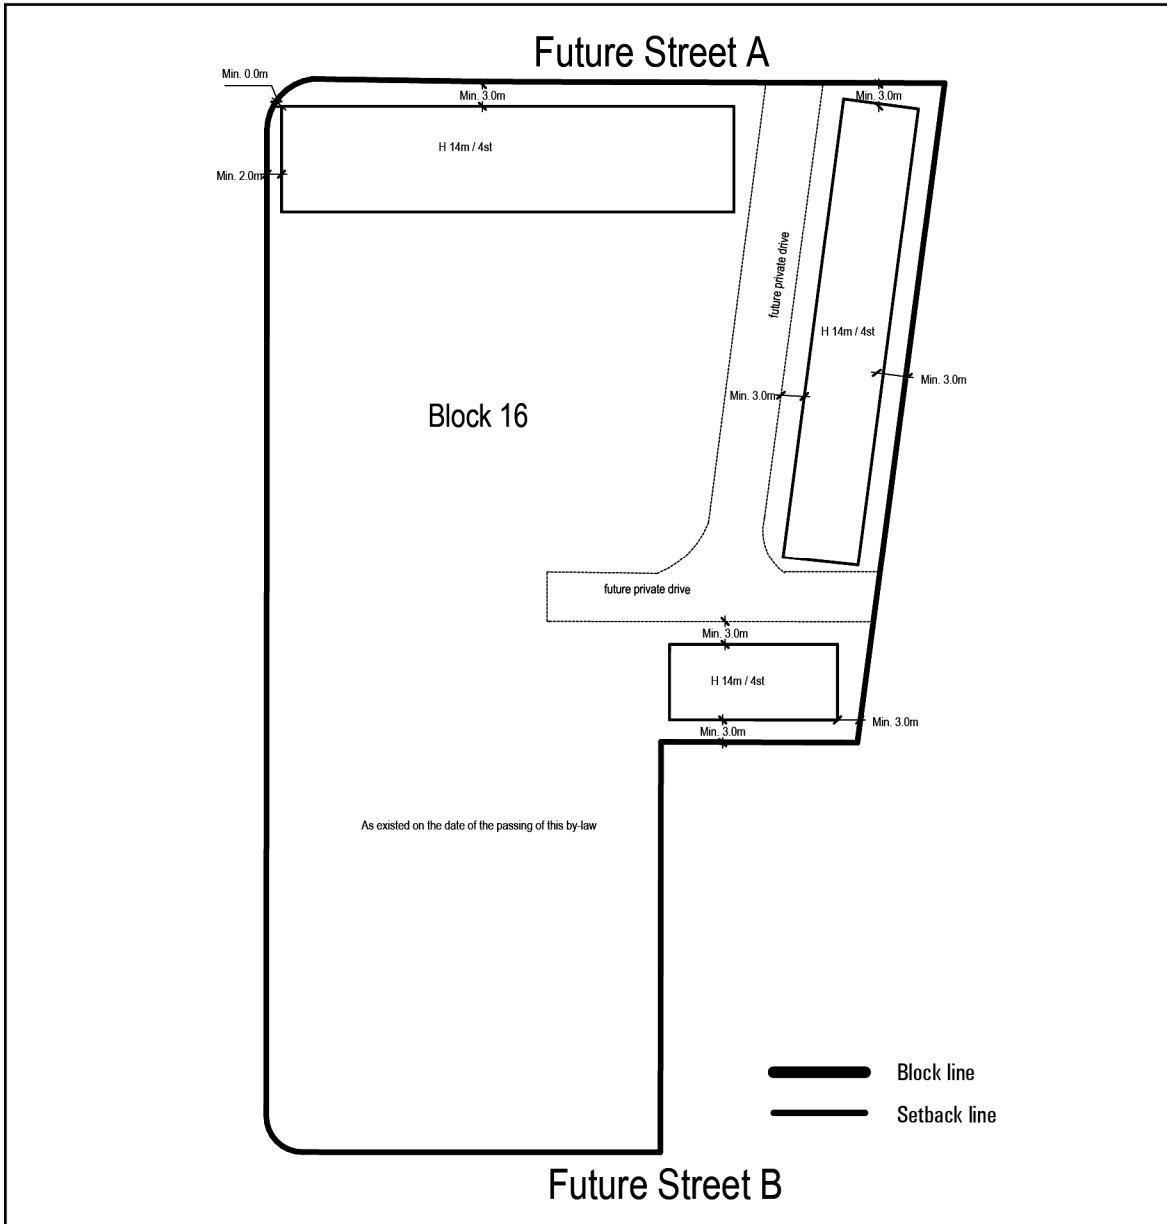 Future Street A
Min. 0.0m
Min. 3.0m
Min. 3.0m
H 14m / 4st
Min. 2.0m
future private drive
H 14m / 4st
Min. 3.0m
Min. 3.0m
Block 16
future private drive
Min. 3.0m
H 14m / 4st
Min. 3.0m
Min. 3.0m
As existed on the date of the passing of this by-law
Block line
Setback line
Future Street B